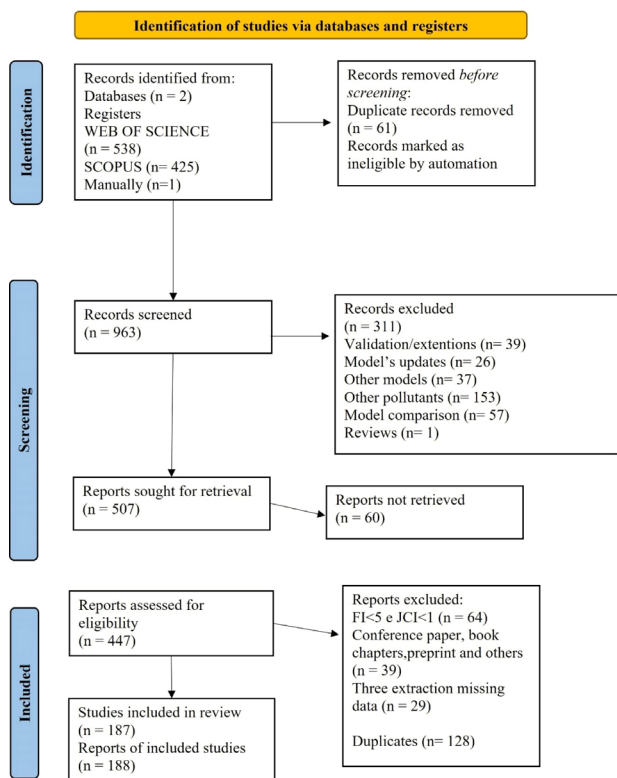 Identification of studies via databases and registers
Identification
Records identified from:
Databases (n = 2)
Registers
WEB OF SCIENCE
(n = 538)
SCOPUS (n= 425)
Manually (n=1)
Records removed before
screening:
Duplicate records removed
(n = 61)
Records marked as
ineligible by automation
Screening
Records screened
(n = 963)
Records excluded
(n = 311)
Validation/extentions (n= 39)
Model’s updates (n= 26)
Other models (n= 37)
Other pollutants (n= 153)
Model comparison (n= 57)
Reviews (n= 1)
Reports sought for retrieval
(n = 507)
Reports not retrieved
(n = 60)
Included
Reports assessed for
eligibility
(n = 447)
Reports excluded:
FI<5 e JCI<1 (n = 64)
Conference paper, book
chapters,preprint and others
(n = 39)
Three extraction missing
data (n = 29)
Duplicates (n= 128)
Studies included in review
(n = 187)
Reports of included studies
(n = 188)